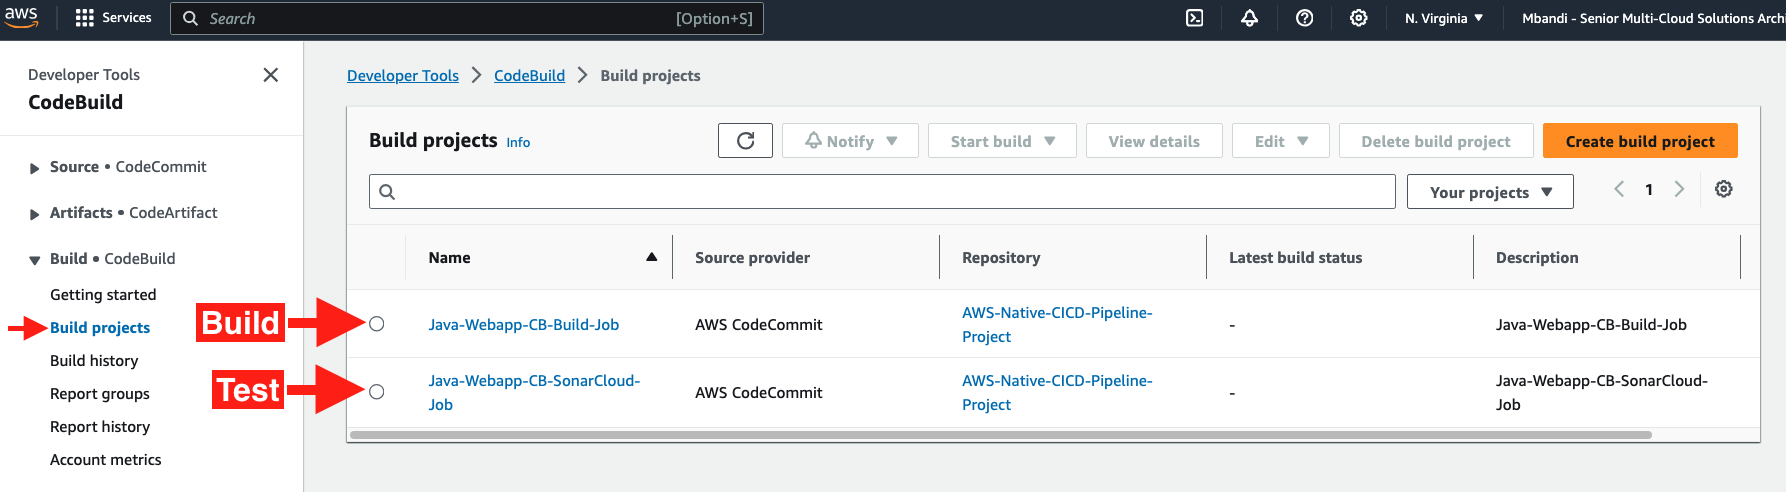 aws
Services
Search
[Option+S]
N. Virginia
Mbandi - Senior Multi-Cloud Solutions Archi
Developer Tools
CodeBuild
Source • CodeCommit
Artifacts • CodeArtifact
Build • CodeBuild
Getting started
Build projects
Build history
Report groups
Report history
Account metrics
Build
Test
Developer Tools
CodeBuild
Build projects
Build projects
Info
Notify
Start build
View details
Edit
Delete build project
Create build project
Your projects
1
Name
Source provider
Repository
Latest build status
Description
Java-Webapp-CB-Build-Job
AWS CodeCommit
AWS-Native-CICD-Pipeline-
Project
-
Java-Webapp-CB-Build-Job
Java-Webapp-CB-SonarCloud-
Job
AWS CodeCommit
AWS-Native-CICD-Pipeline-
Project
-
Java-Webapp-CB-SonarCloud-
Job